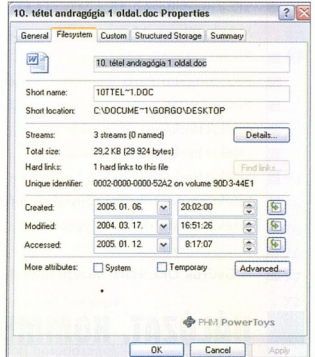 10. tétel andragógia 1 oldal.doc Properties
General Filesystem Custom Structured Storage Summary
10. tétel andragógia 1 oldal.doc
Short name: 10TTEL~1.DOC
Short location: C:\DOCUME~1\GORGO\DESKTOP
Streams: 3 streams (0 named) Details...
Total size: 29,2 KB (29 924 bytes)
Hard links: 1 hard links to this file Find links...
Unique identifier: 0002-0000-0000-52A2 on volume 90D3-44E1
Created: 2005. 01. 06. 20:02:00
Modified: 2004. 03. 17. 16:51:26
Accessed: 2005. 01. 12. 8:17:07
More attributes: System Temporary Advanced...
PHM PowerToys
OK Cancel Apply